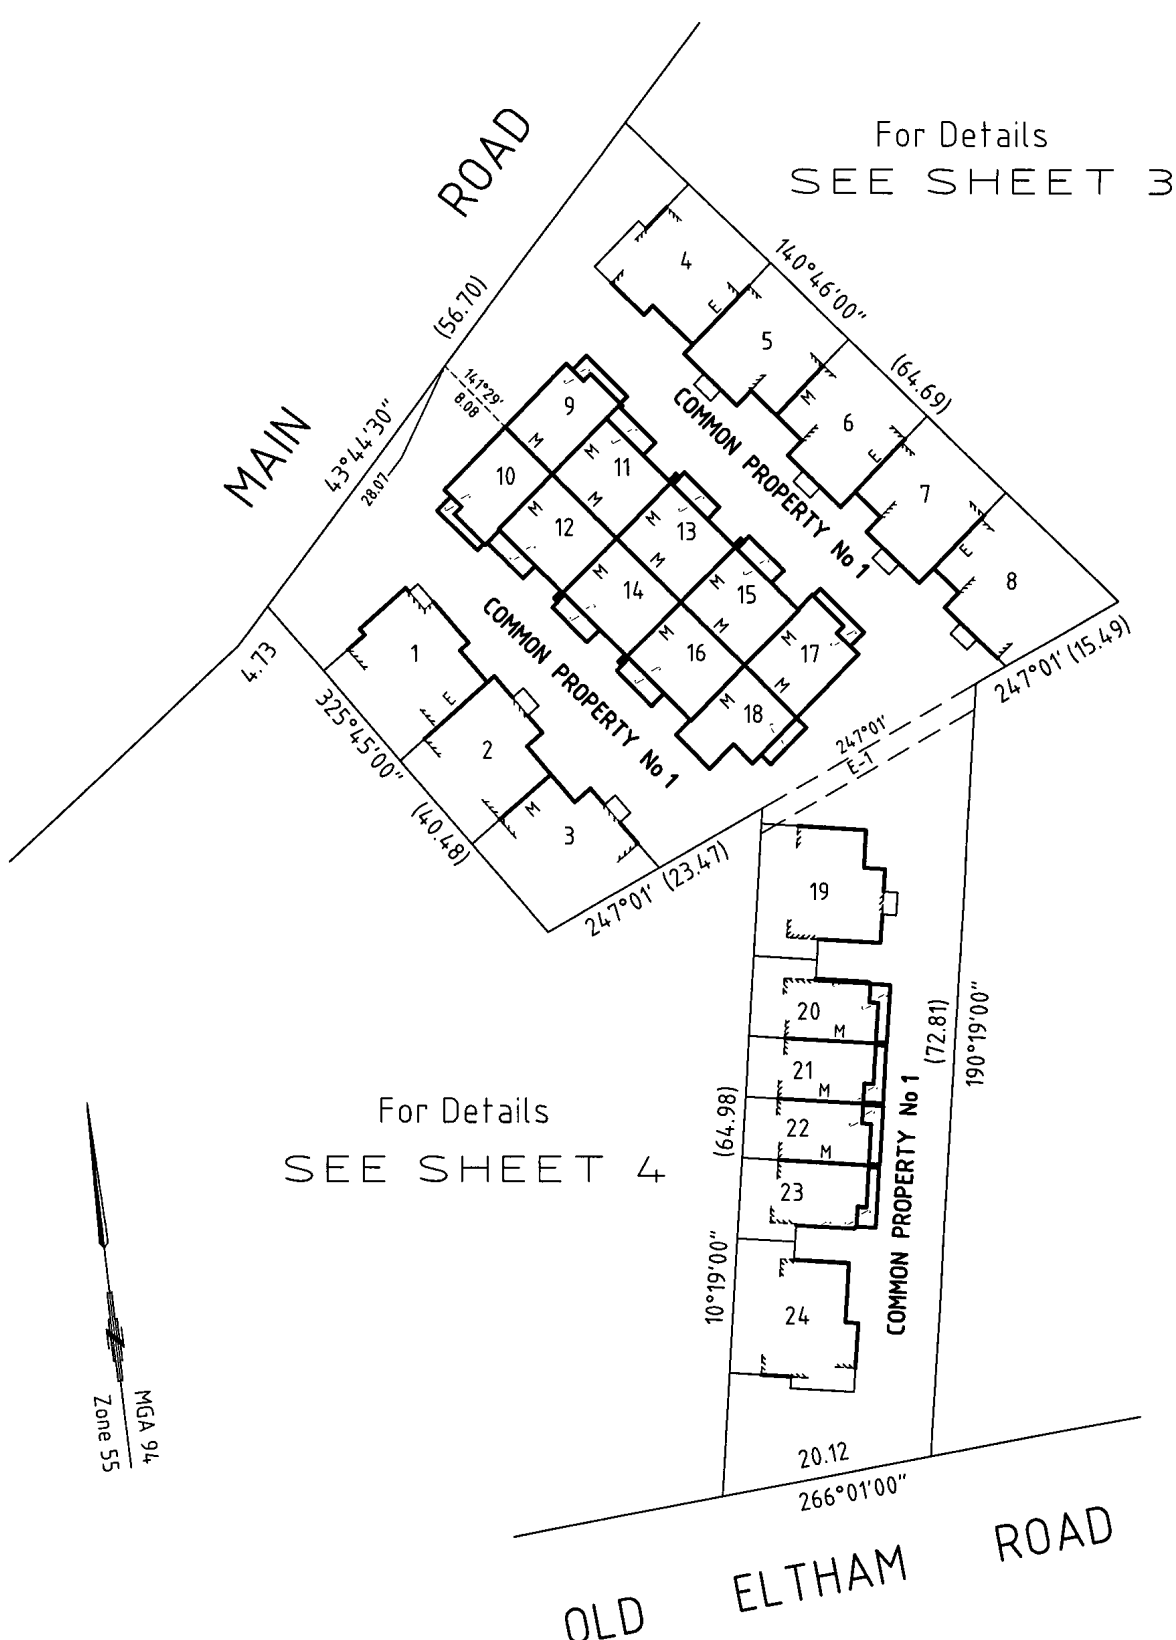 For Details
SEE SHEET 3
MAIN ROAD
(56.70)
140°46'00"
(64.69)
43°44'30"
28.07
141°29'
8.08
4
E
5
M
6
E
7
E
8
COMMON PROPERTY No 1
9
M
10
M
11
M
M
12
13
M
M
14
M
15
M
M
16
M
17
M
M
18
247°01' (15.49)
247°01'
E-1
4.73
1
E
2
M
3
COMMON PROPERTY No 1
325°45'00"
(40.48)
247°01' (23.47)
19
20
M
21
M
22
M
23
24
(72.81)
190°19'00"
COMMON PROPERTY No 1
(64.98)
10°19'00"
For Details
SEE SHEET 4
MGA 94
Zone 55
20.12
266°01'00"
OLD ELTHAM ROAD